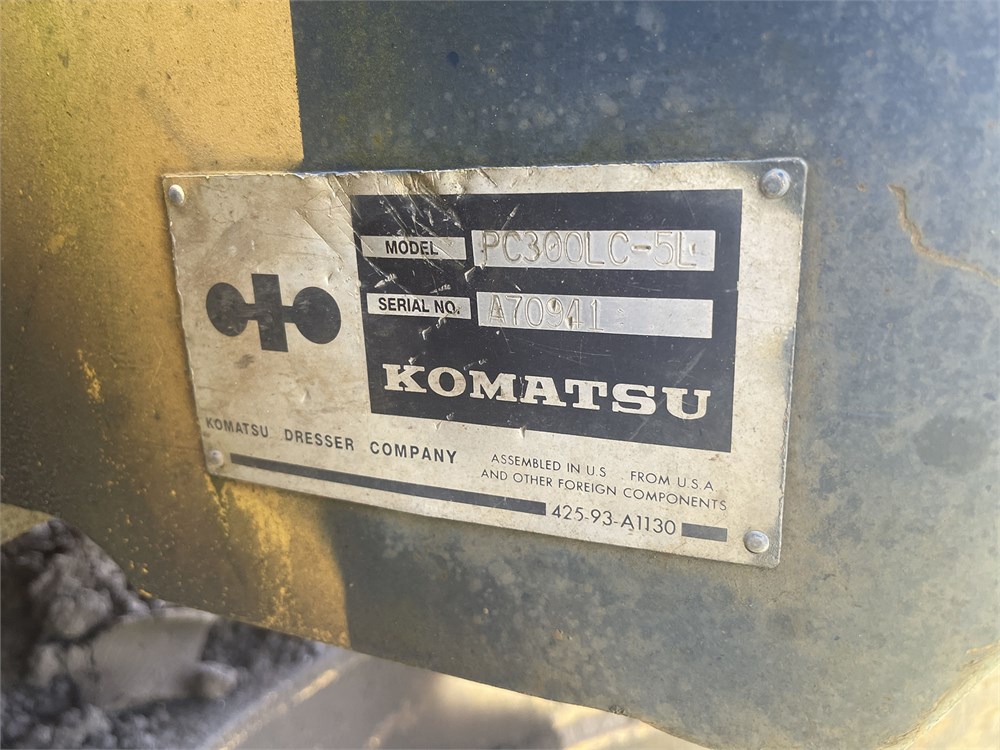 MODEL PC300LC-5L
SERIAL NO. A70941
KOMATSU
KOMATSU DRESSER COMPANY
ASSEMBLED IN U.S FROM U.S.A.
AND OTHER FOREIGN COMPONENTS
425-93-A1130